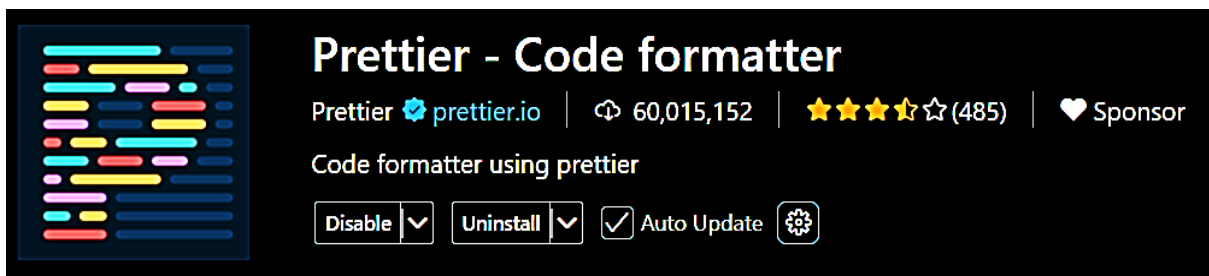 Prettier - Code formatter
Prettier prettier.io 60,015,152 (485) Sponsor
Code formatter using prettier
Disable Uninstall Auto Update